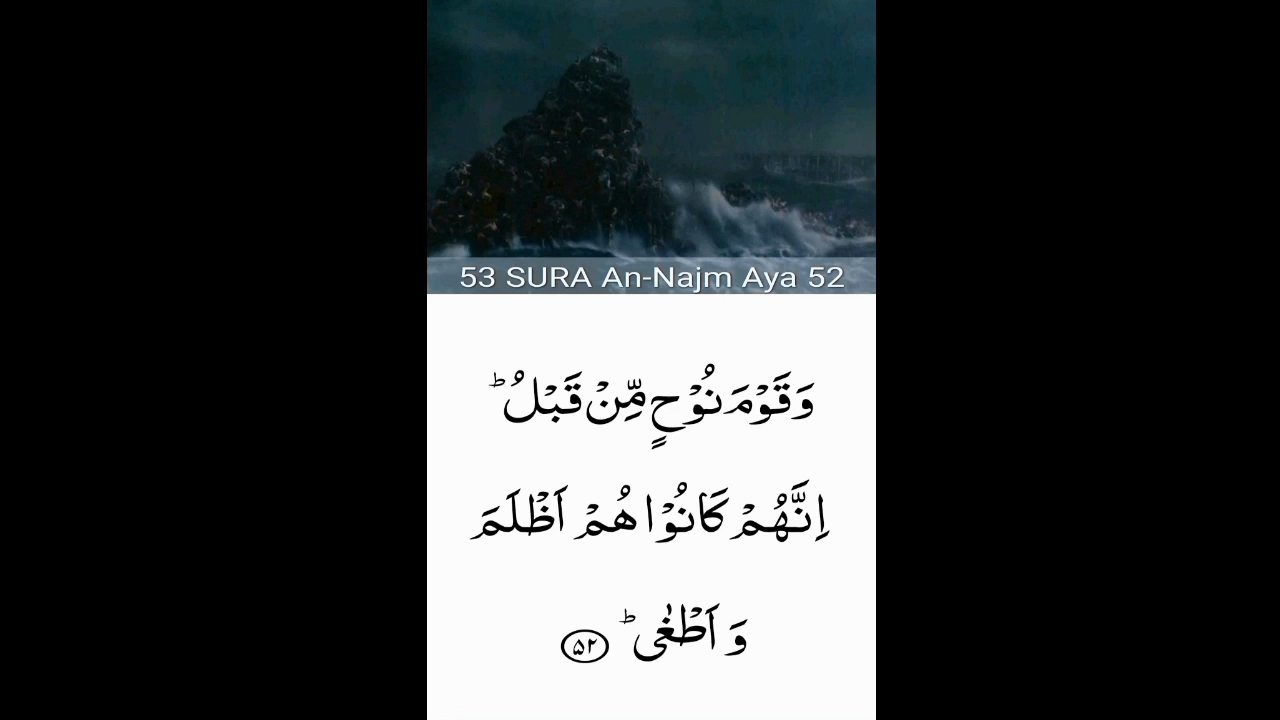 53 SURA An-Najm Aya 52
وَقَوْمَ نُوْحٍ مِّنْ قَبْلُ ؕ
اِنَّهُمْ كَانُوْا هُمْ اَظْلَمَ
وَ اَطْغٰى ؕ ۵۲